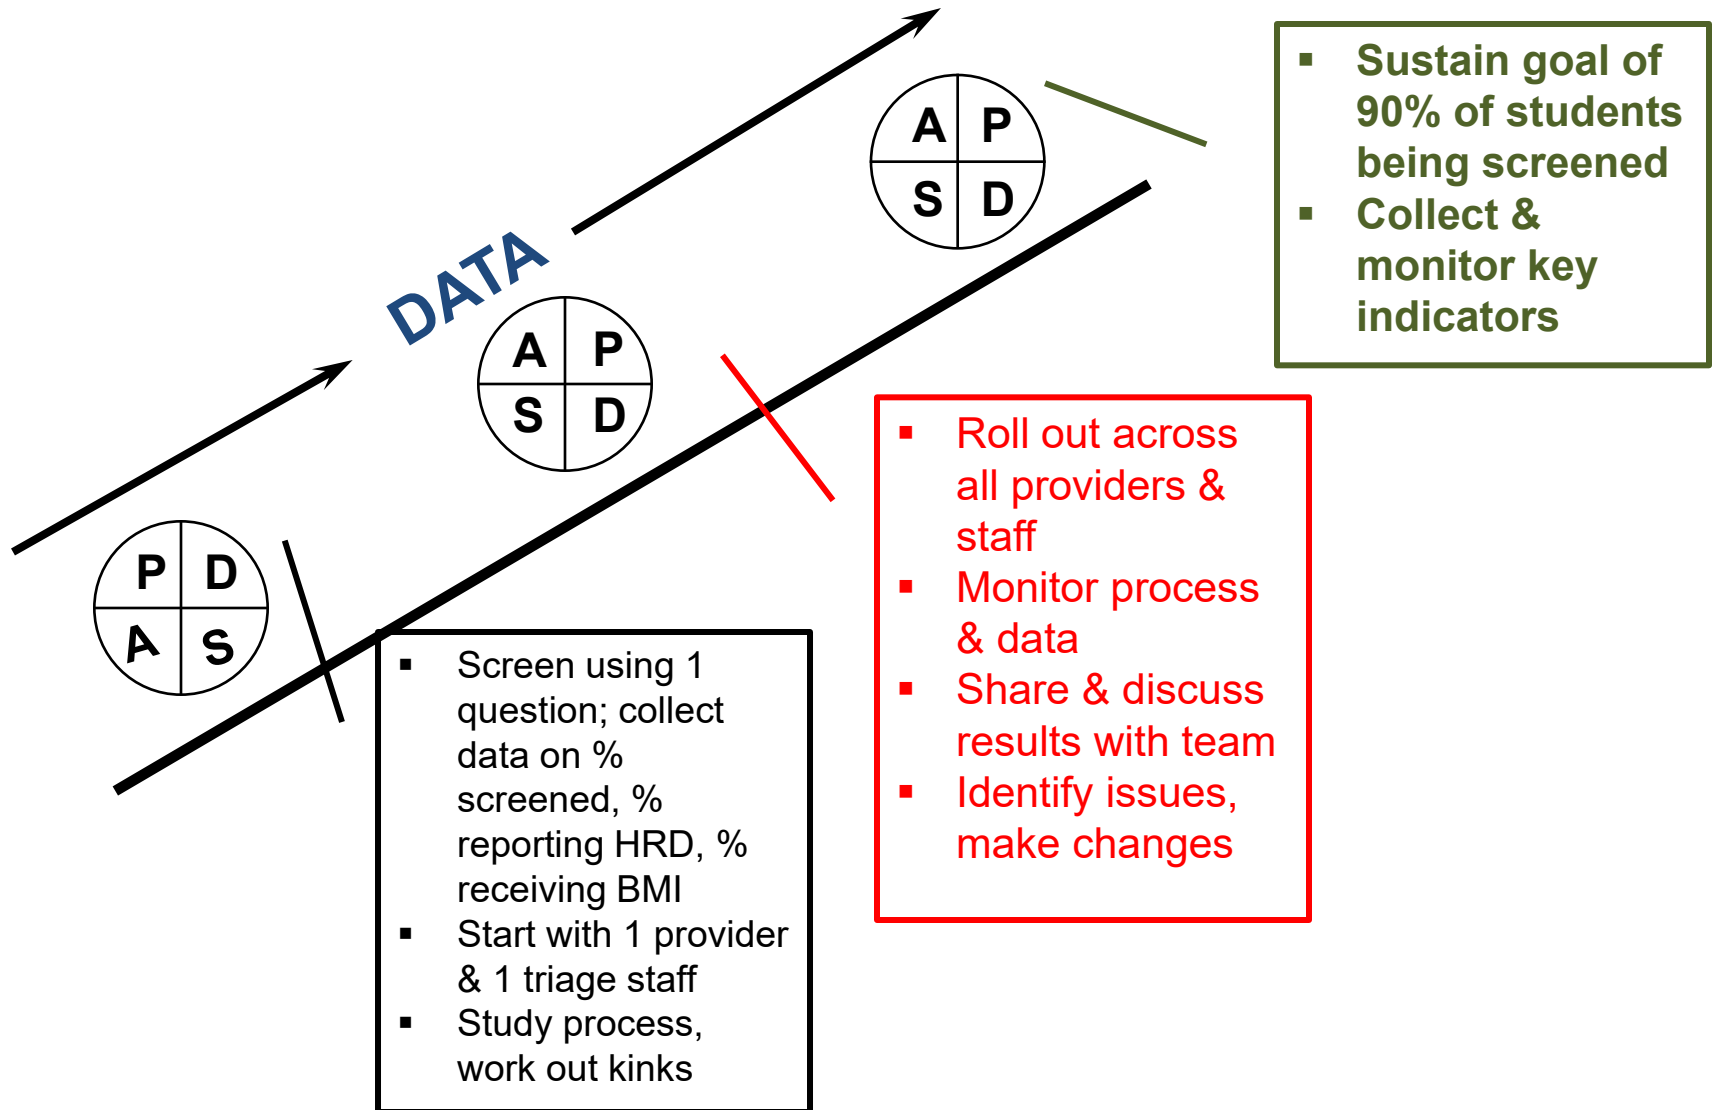 A P
S D
▪ Sustain goal of
90% of students
being screened
▪ Collect &
monitor key
indicators
DATA
A P
S D
▪ Roll out across
all providers &
staff
▪ Monitor process
& data
▪ Share & discuss
results with team
▪ Identify issues,
make changes
P D
A S
▪ Screen using 1
question; collect
data on %
screened, %
reporting HRD, %
receiving BMI
▪ Start with 1 provider
& 1 triage staff
▪ Study process,
work out kinks